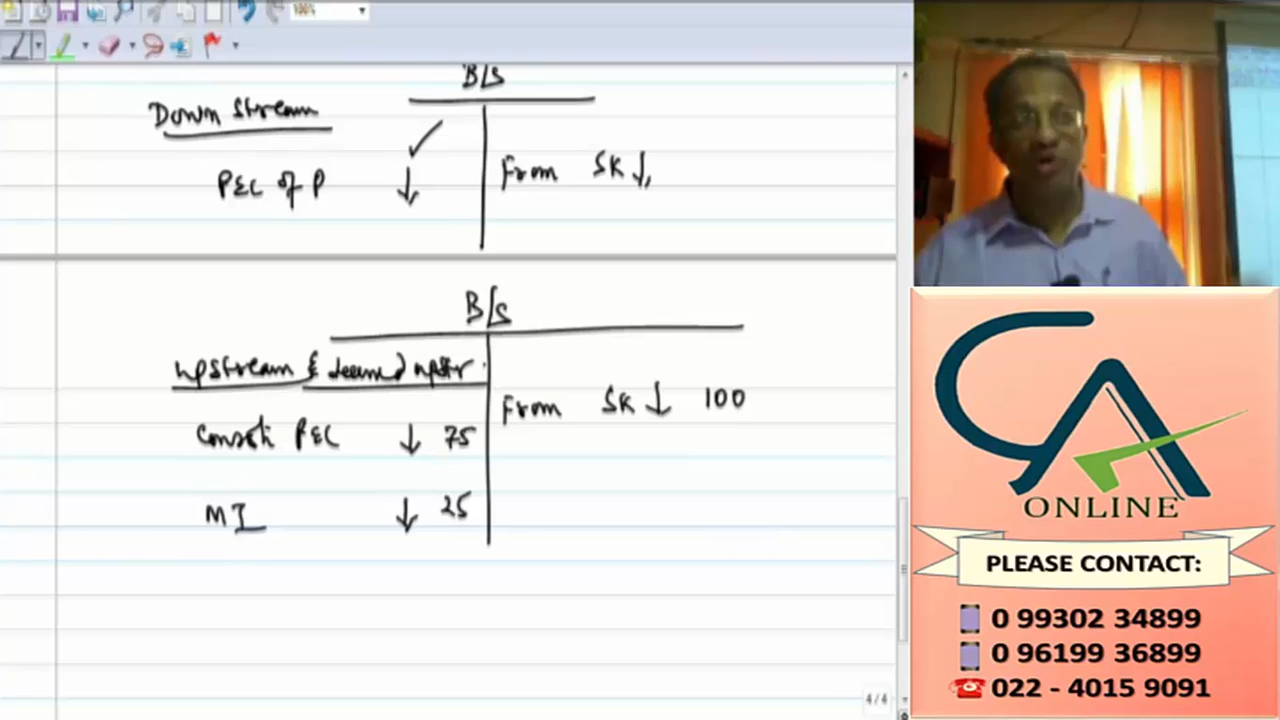 100%
B/S
Down Stream
P&L of P ↓
From SK ↓
B/S
Upstream & deemed upstr.
From SK ↓ 100
Consoli P&L ↓ 75
MI ↓ 25
4/4
CA
ONLINE
PLEASE CONTACT:
0 99302 34899
0 96199 36899
022 - 4015 9091